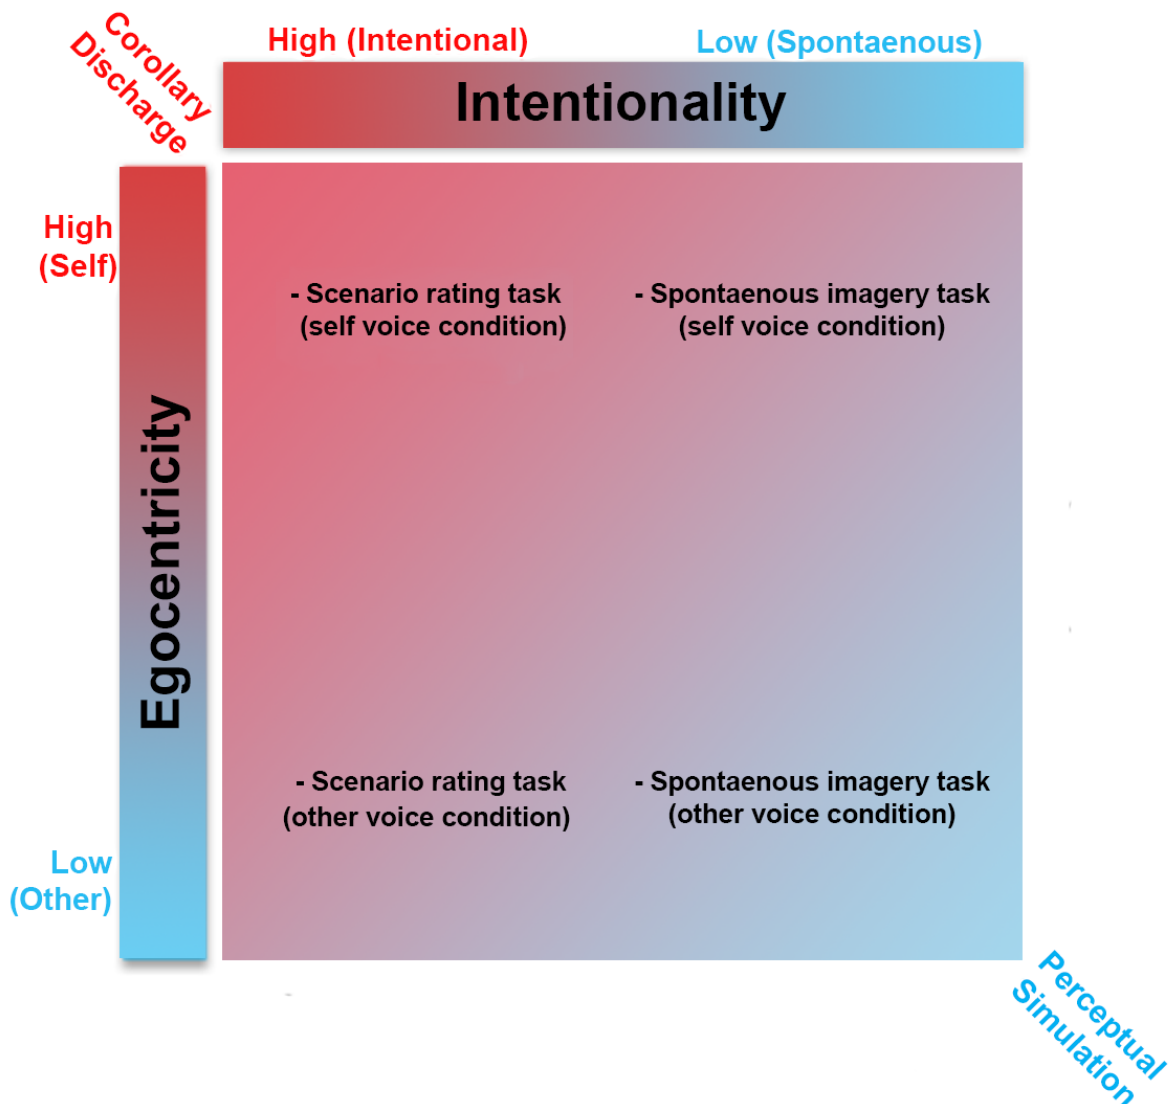 Corollary
Discharge
High (Intentional)
Low (Spontaenous)
Intentionality
High
(Self)
Egocentricity
- Scenario rating task
(self voice condition)
- Spontaenous imagery task
(self voice condition)
- Scenario rating task
(other voice condition)
- Spontaenous imagery task
(other voice condition)
Low
(Other)
Perceptual
Simulation